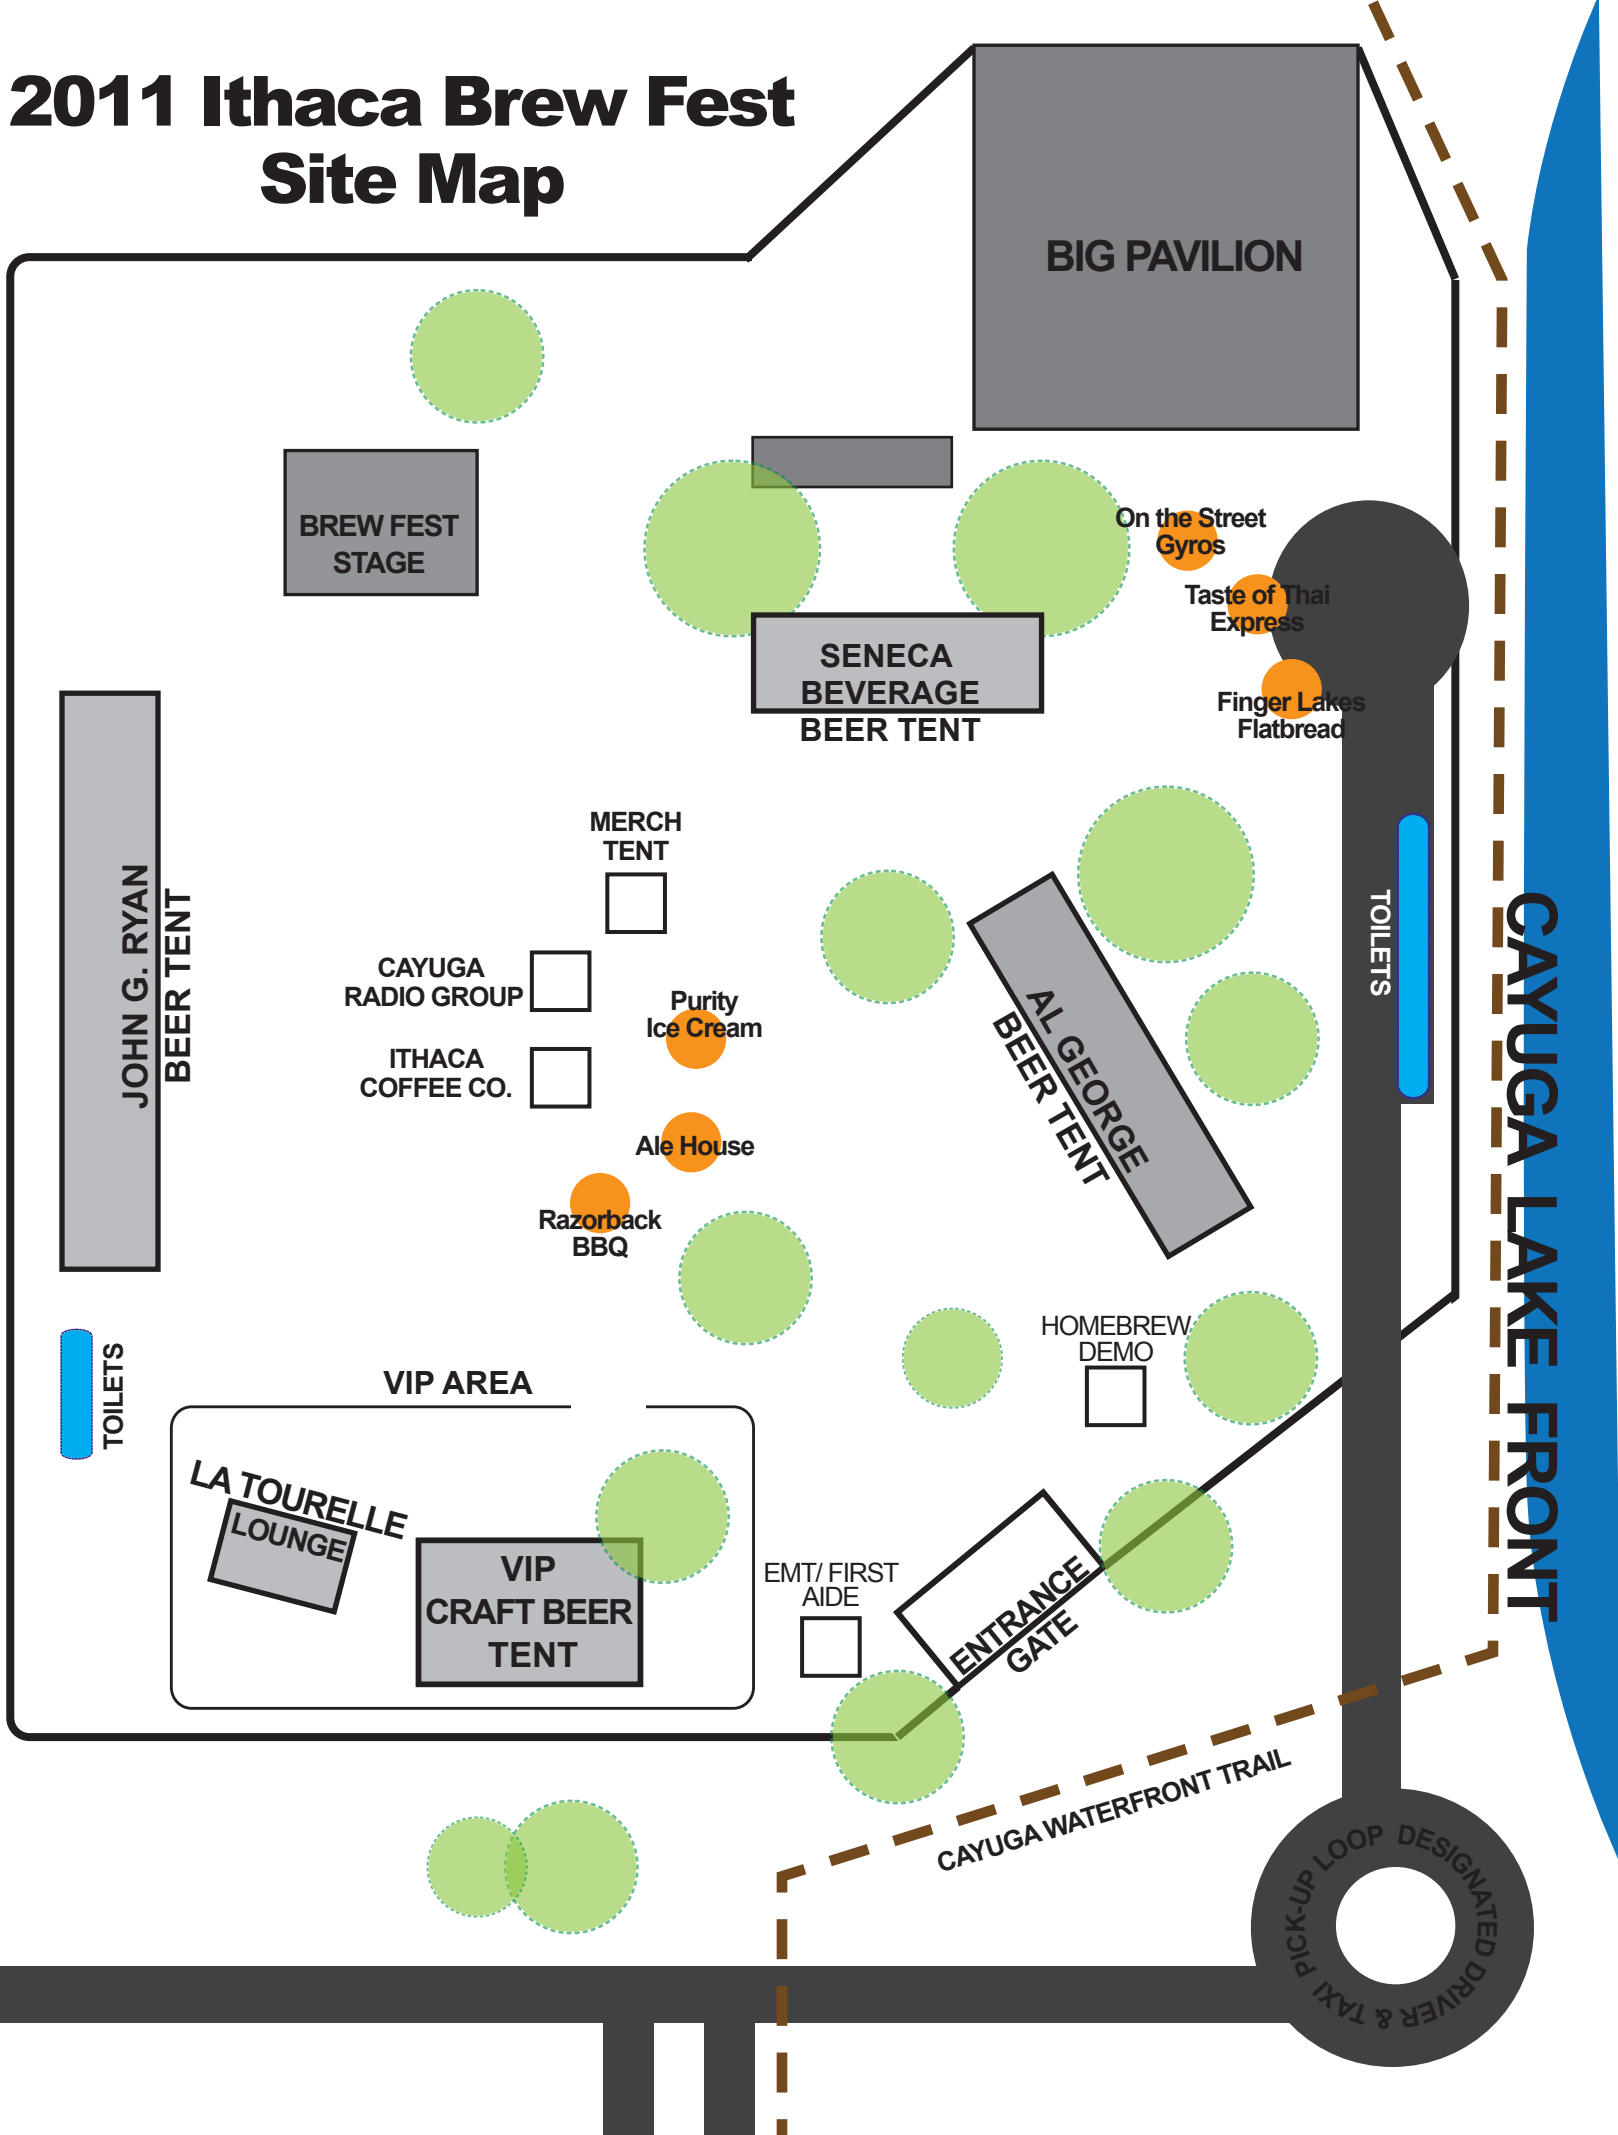 2011 Ithaca Brew Fest
Site Map
BIG PAVILION
BREW FEST
STAGE
On the Street
Gyros
Taste of Thai
Express
Finger Lakes
Flatbread
SENECA
BEVERAGE
BEER TENT
JOHN G. RYAN
BEER TENT
MERCH
TENT
CAYUGA
RADIO GROUP
ITHACA
COFFEE CO.
Purity
Ice Cream
Ale House
Razorback
BBQ
AL GEORGE
BEER TENT
TOILETS
CAYUGA LAKE FRONT
TOILETS
VIP AREA
LA TOURELLE
LOUNGE
VIP
CRAFT BEER
TENT
HOMEBREW
DEMO
EMT/ FIRST
AIDE
ENTRANCE
GATE
CAYUGA WATERFRONT TRAIL
DESIGNATED DRIVER & TAXI PICK-UP LOOP